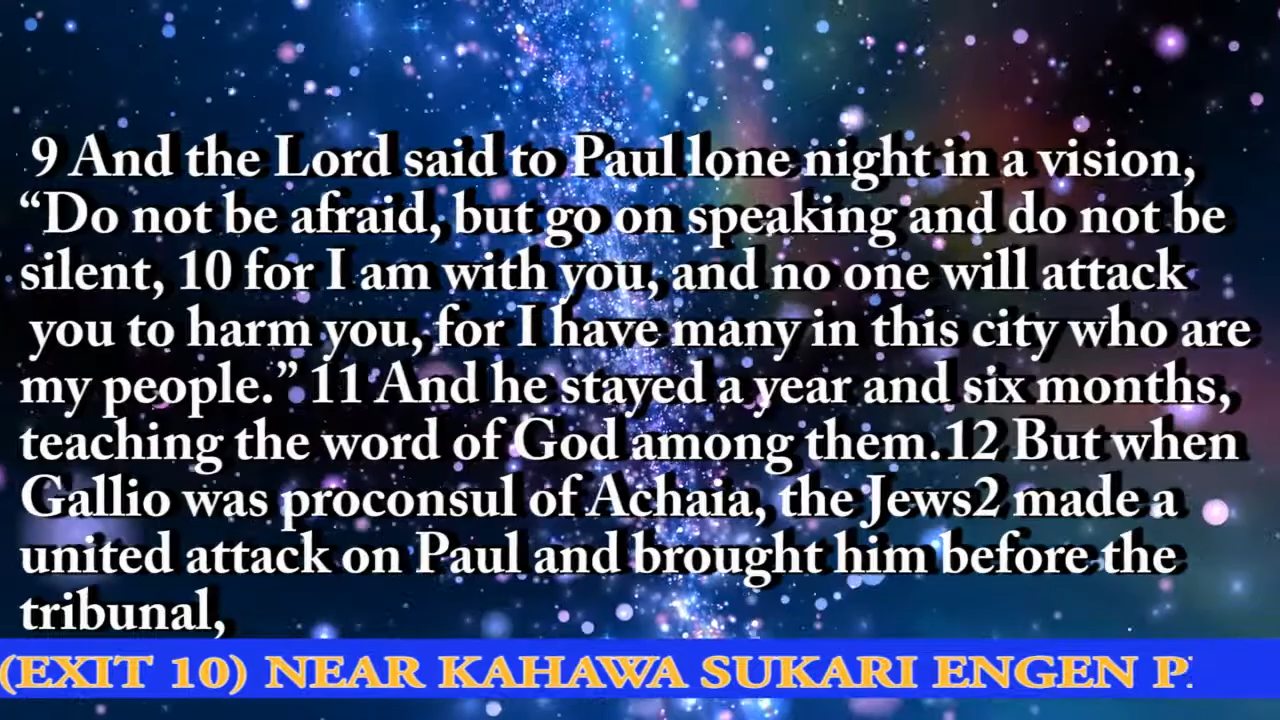 9 And the Lord said to Paul lone night in a vision,
“Do not be afraid, but go on speaking and do not be
silent, 10 for I am with you, and no one will attack
you to harm you, for I have many in this city who are
my people.” 11 And he stayed a year and six months,
teaching the word of God among them.12 But when
Gallio was proconsul of Achaia, the Jews2 made a
united attack on Paul and brought him before the
tribunal,
(EXIT 10) NEAR KAHAWA SUKARI ENGEN